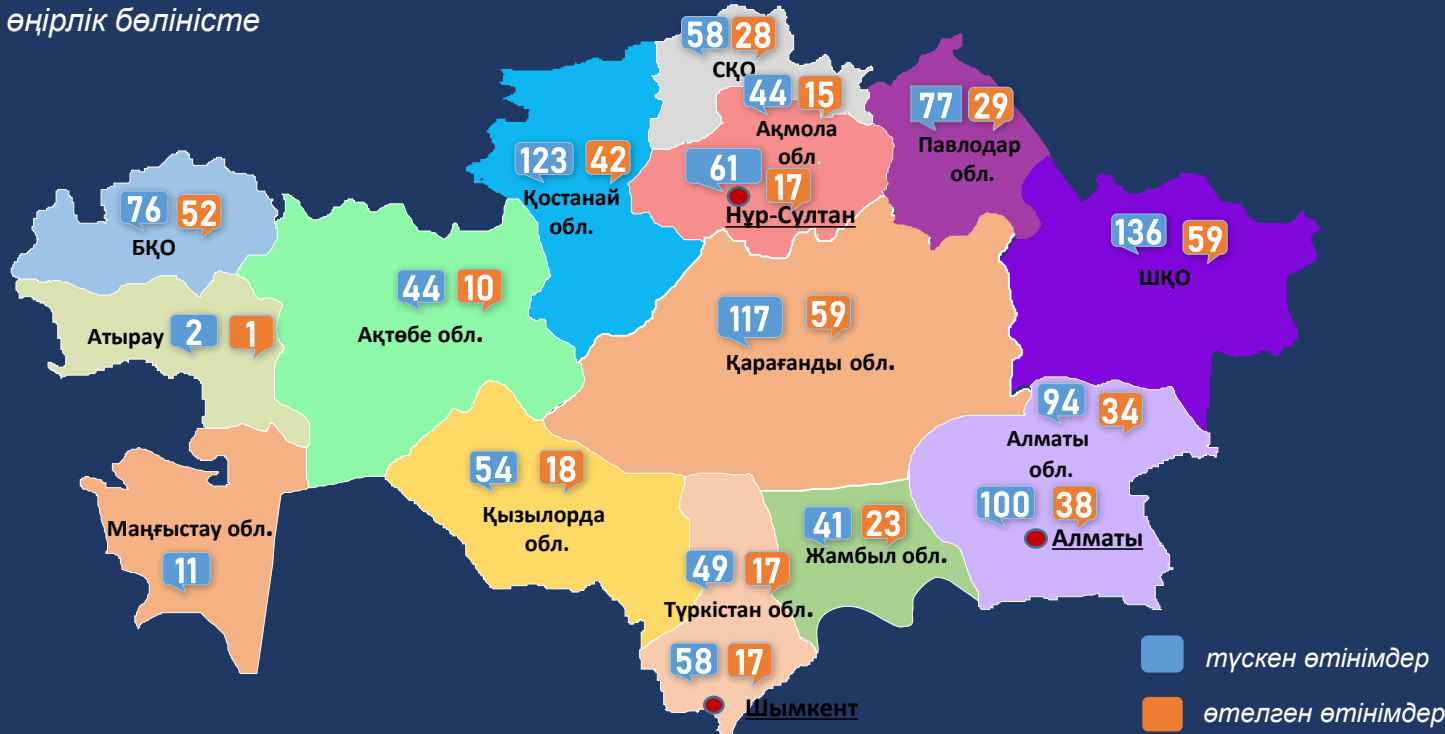 өңірлік бөліністе
58 28
СҚО
44 15
Ақмола
обл.
61 17
Нұр-Султан
77 29
Павлодар
обл.
123 42
Қостанай
обл.
76 52
БҚО
136 59
ШҚО
44 10
Ақтөбе обл.
Атырау 2 1
117 59
Қарағанды обл.
94 34
Алматы
обл.
100 38
Алматы
54 18
Қызылорда
обл.
Маңғыстау обл.
11
41 23
Жамбыл обл.
49 17
Түркістан обл.
58 17
Шымкент
түскен өтінімдер
өтелген өтінімдер